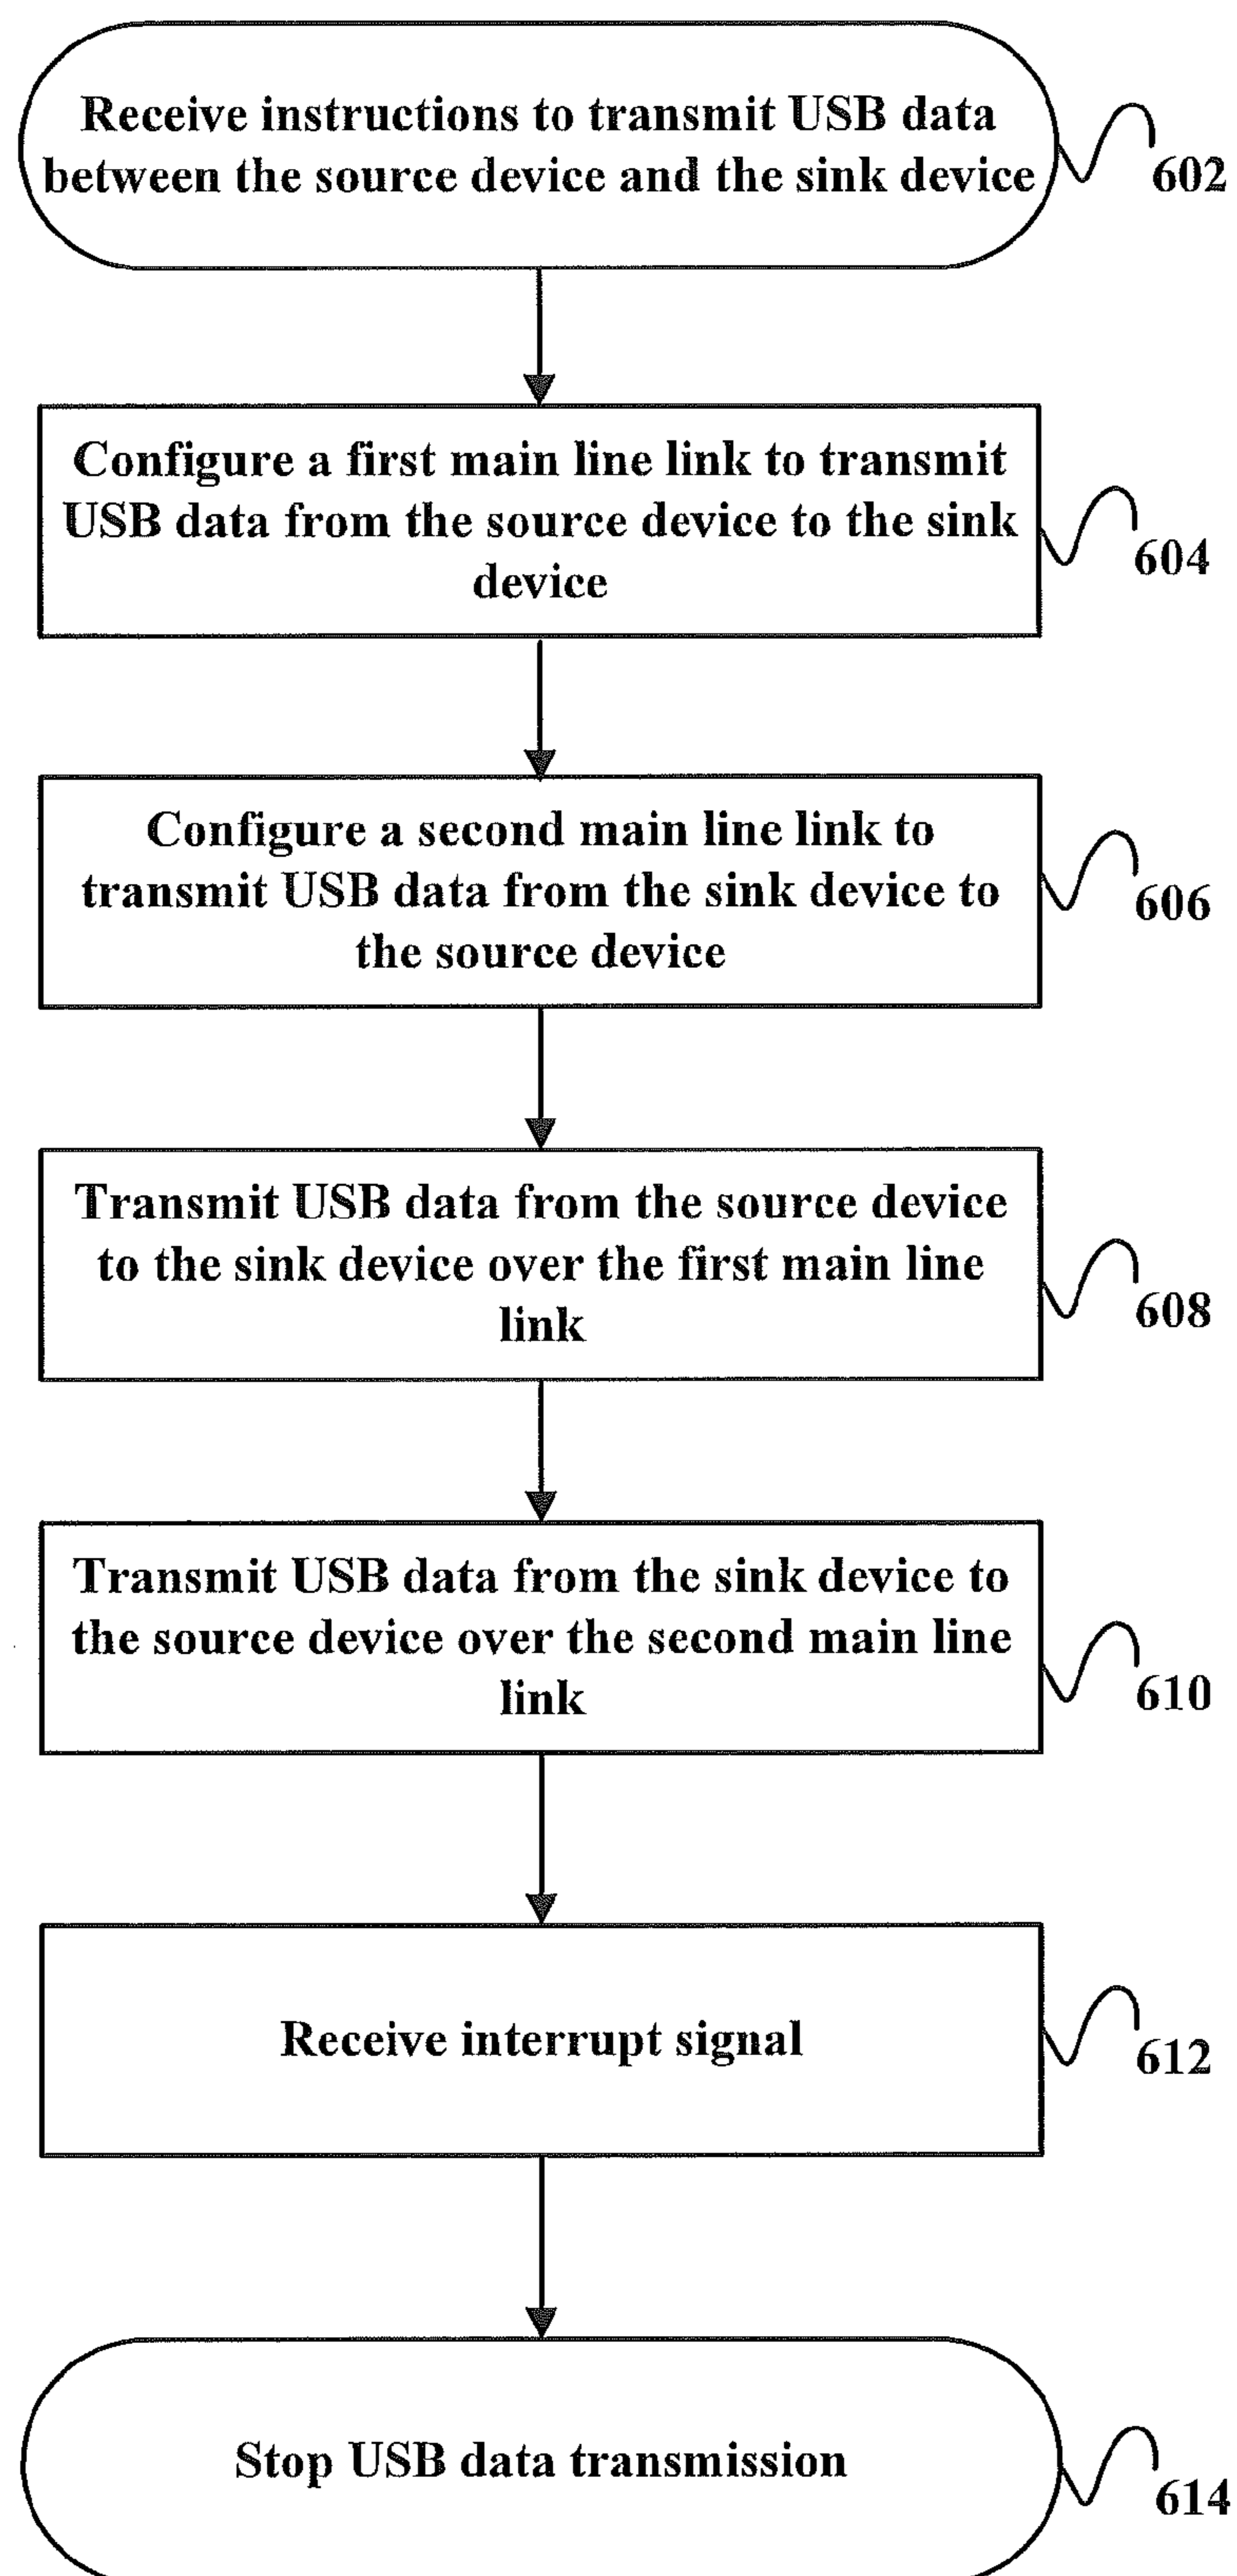 Receive instructions to transmit USB data
between the source device and the sink device
602
Configure a first main line link to transmit
USB data from the source device to the sink
device
604
Configure a second main line link to
transmit USB data from the sink device to
the source device
606
Transmit USB data from the source device
to the sink device over the first main line
link
608
Transmit USB data from the sink device to
the source device over the second main line
link
610
Receive interrupt signal
612
Stop USB data transmission
614